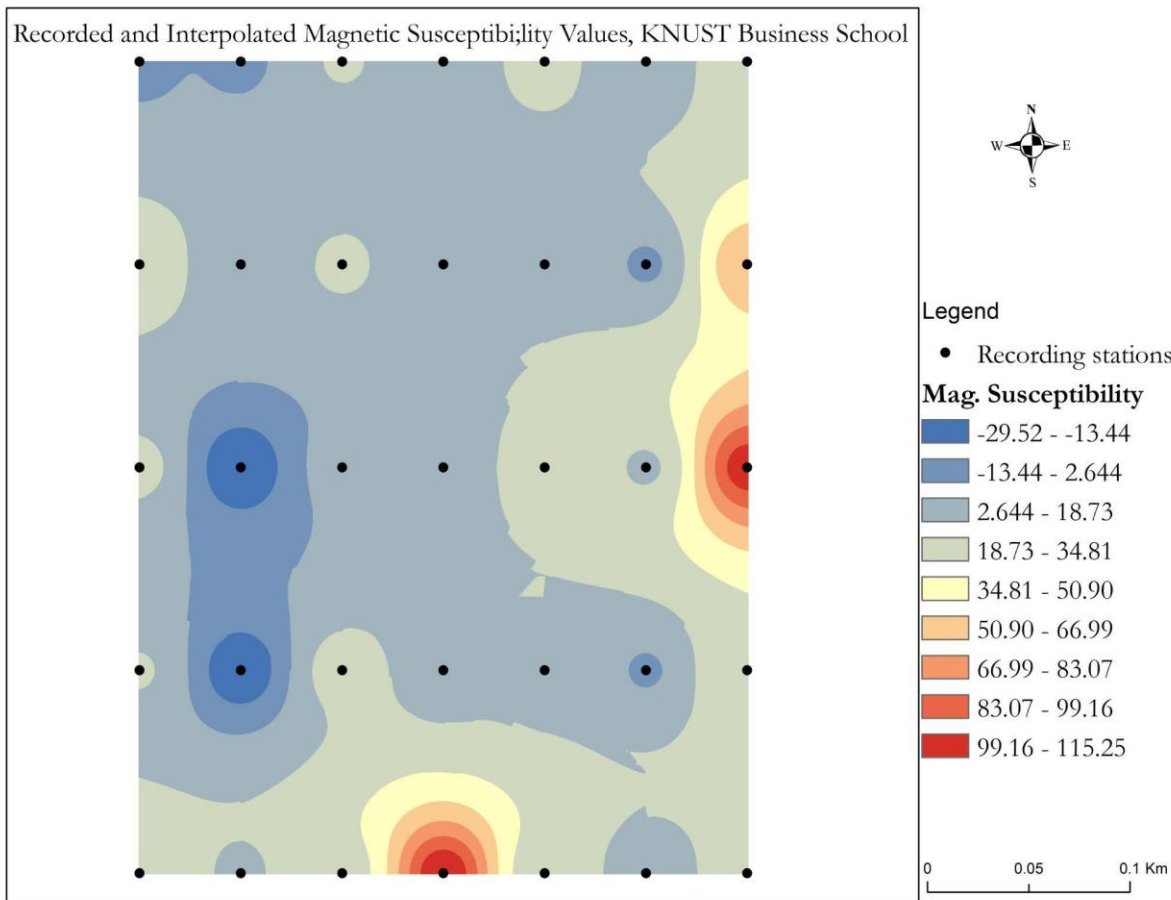 Recorded and Interpolated Magnetic Susceptibi;lity Values, KNUST Business School
N
W E
S
Legend
Recording stations
Mag. Susceptibility
-29.52 - -13.44
-13.44 - 2.644
2.644 - 18.73
18.73 - 34.81
34.81 - 50.90
50.90 - 66.99
66.99 - 83.07
83.07 - 99.16
99.16 - 115.25
0 0.05 0.1 Km